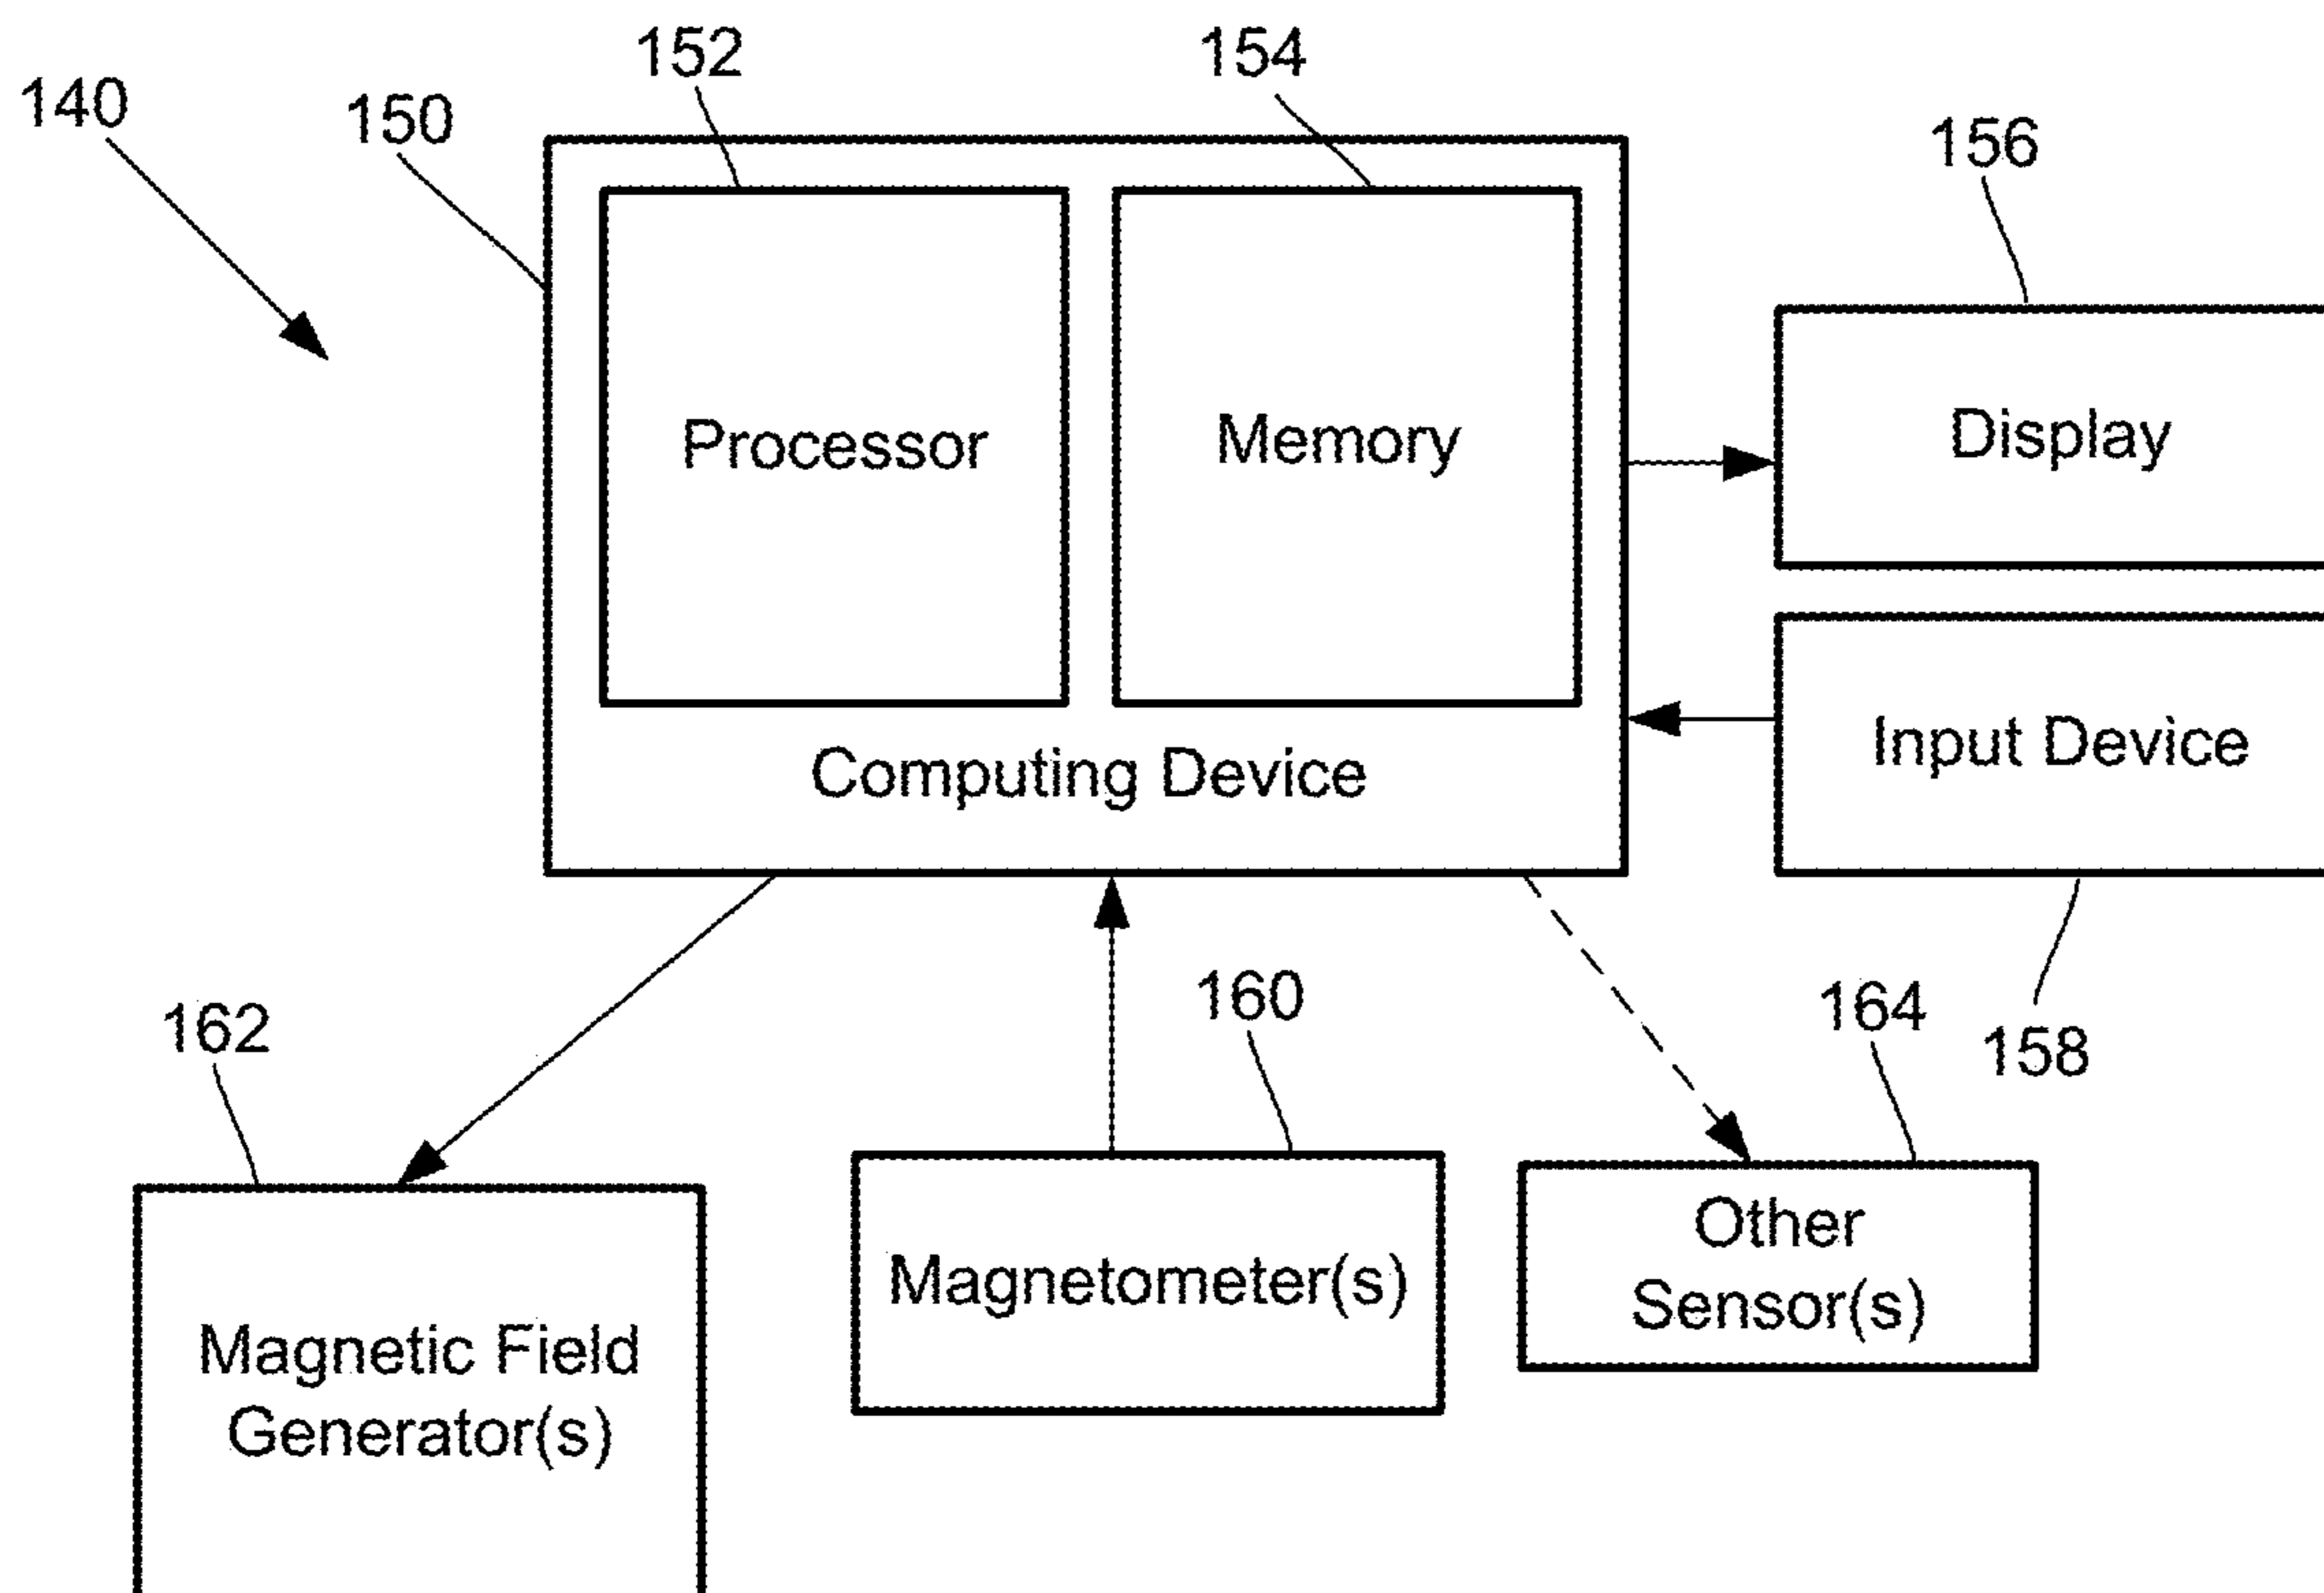 152
154
140
150
156
Processor
Memory
Display
Input Device
Computing Device
160
164
162
158
Other
Sensor(s)
Magnetometer(s)
Magnetic Field
Generator(s)